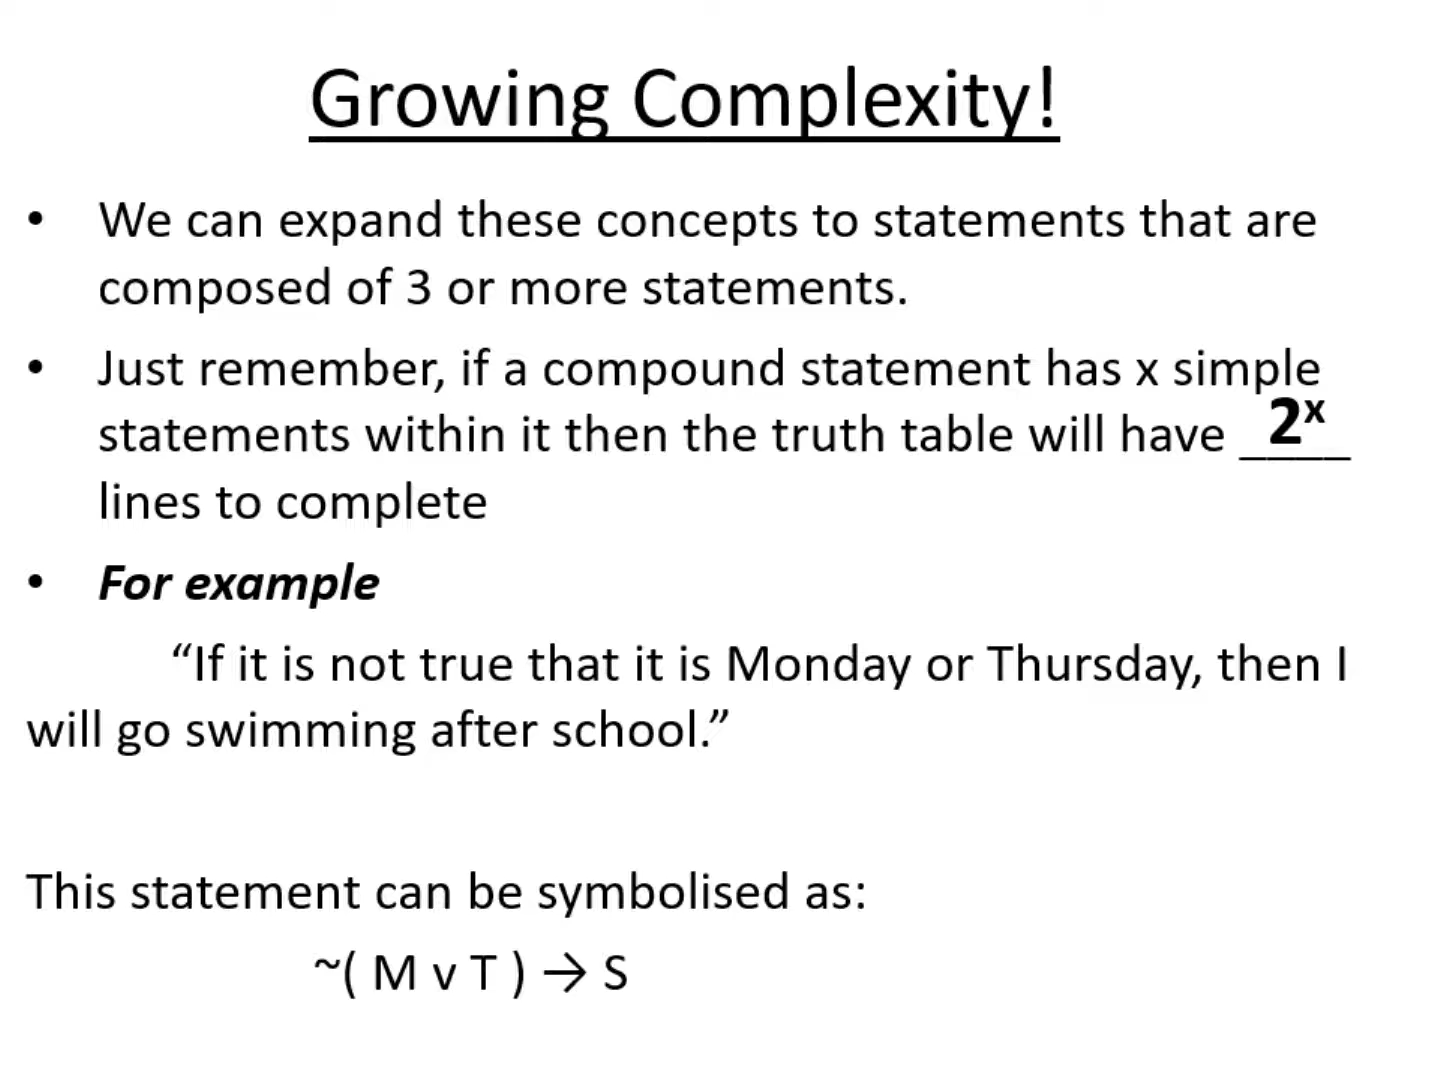 Growing Complexity!
• We can expand these concepts to statements that are
composed of 3 or more statements.
• Just remember, if a compound statement has x simple
statements within it then the truth table will have _2ˣ_
lines to complete
• For example
“If it is not true that it is Monday or Thursday, then I
will go swimming after school.”
This statement can be symbolised as:
~( M v T ) → S